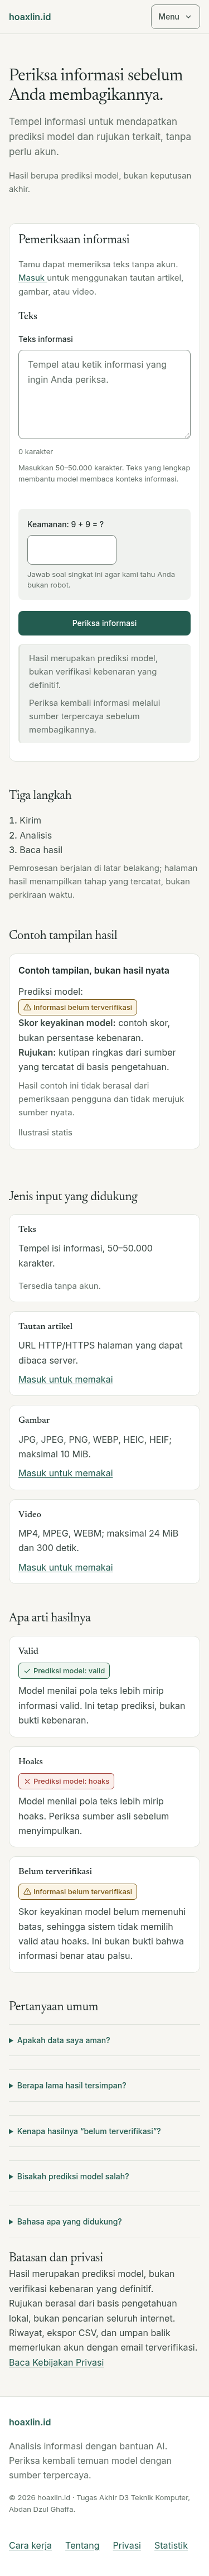 hoaxlin.id
Menu
Periksa informasi sebelum
Anda membagikannya.
Tempel informasi untuk mendapatkan
prediksi model dan rujukan terkait, tanpa
perlu akun.
Hasil berupa prediksi model, bukan keputusan
akhir.
Pemeriksaan informasi
Tamu dapat memeriksa teks tanpa akun.
Masuk untuk menggunakan tautan artikel,
gambar, atau video.
Teks
Teks informasi
Tempel atau ketik informasi yang
ingin Anda periksa.
0 karakter
Masukkan 50–50.000 karakter. Teks yang lengkap
membantu model membaca konteks informasi.
Keamanan: 9 + 9 = ?
Jawab soal singkat ini agar kami tahu Anda
bukan robot.
Periksa informasi
Hasil merupakan prediksi model,
bukan verifikasi kebenaran yang
definitif.
Periksa kembali informasi melalui
sumber terpercaya sebelum
membagikannya.
Tiga langkah
1. Kirim
2. Analisis
3. Baca hasil
Pemrosesan berjalan di latar belakang; halaman
hasil menampilkan tahap yang tercatat, bukan
perkiraan waktu.
Contoh tampilan hasil
Contoh tampilan, bukan hasil nyata
Prediksi model:
Informasi belum terverifikasi
Skor keyakinan model: contoh skor,
bukan persentase kebenaran.
Rujukan: kutipan ringkas dari sumber
yang tercatat di basis pengetahuan.
Hasil contoh ini tidak berasal dari
pemeriksaan pengguna dan tidak merujuk
sumber nyata.
Ilustrasi statis
Jenis input yang didukung
Teks
Tempel isi informasi, 50–50.000
karakter.
Tersedia tanpa akun.
Tautan artikel
URL HTTP/HTTPS halaman yang dapat
dibaca server.
Masuk untuk memakai
Gambar
JPG, JPEG, PNG, WEBP, HEIC, HEIF;
maksimal 10 MiB.
Masuk untuk memakai
Video
MP4, MPEG, WEBM; maksimal 24 MiB
dan 300 detik.
Masuk untuk memakai
Apa arti hasilnya
Valid
Prediksi model: valid
Model menilai pola teks lebih mirip
informasi valid. Ini tetap prediksi, bukan
bukti kebenaran.
Hoaks
Prediksi model: hoaks
Model menilai pola teks lebih mirip
hoaks. Periksa sumber asli sebelum
menyimpulkan.
Belum terverifikasi
Informasi belum terverifikasi
Skor keyakinan model belum memenuhi
batas, sehingga sistem tidak memilih
valid atau hoaks. Ini bukan bukti bahwa
informasi benar atau palsu.
Pertanyaan umum
Apakah data saya aman?
Berapa lama hasil tersimpan?
Kenapa hasilnya “belum terverifikasi”?
Bisakah prediksi model salah?
Bahasa apa yang didukung?
Batasan dan privasi
Hasil merupakan prediksi model, bukan
verifikasi kebenaran yang definitif.
Rujukan berasal dari basis pengetahuan
lokal, bukan pencarian seluruh internet.
Riwayat, ekspor CSV, dan umpan balik
memerlukan akun dengan email terverifikasi.
Baca Kebijakan Privasi
hoaxlin.id
Analisis informasi dengan bantuan AI.
Periksa kembali temuan model dengan
sumber terpercaya.
© 2026 hoaxlin.id · Tugas Akhir D3 Teknik Komputer,
Abdan Dzul Ghaffa.
Cara kerja Tentang Privasi Statistik